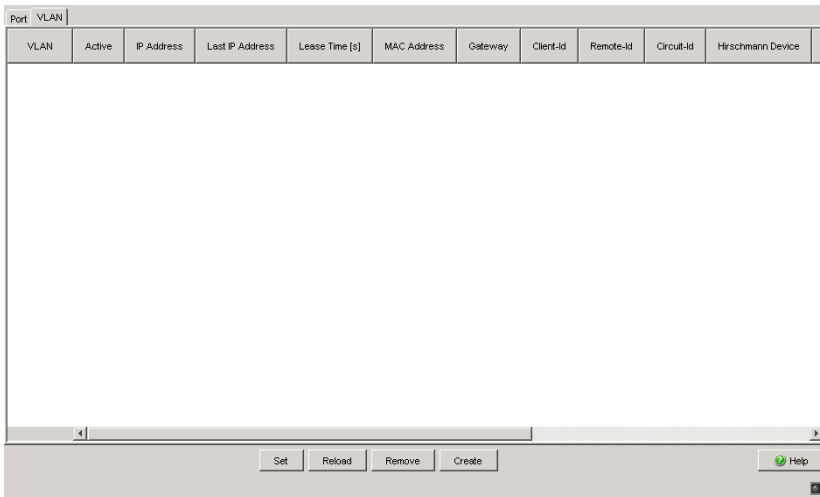 Port VLAN
VLAN Active IP Address Last IP Address Lease Time [s] MAC Address Gateway Client-Id Remote-Id Circuit-Id Hirschmann Device
Set Reload Remove Create Help